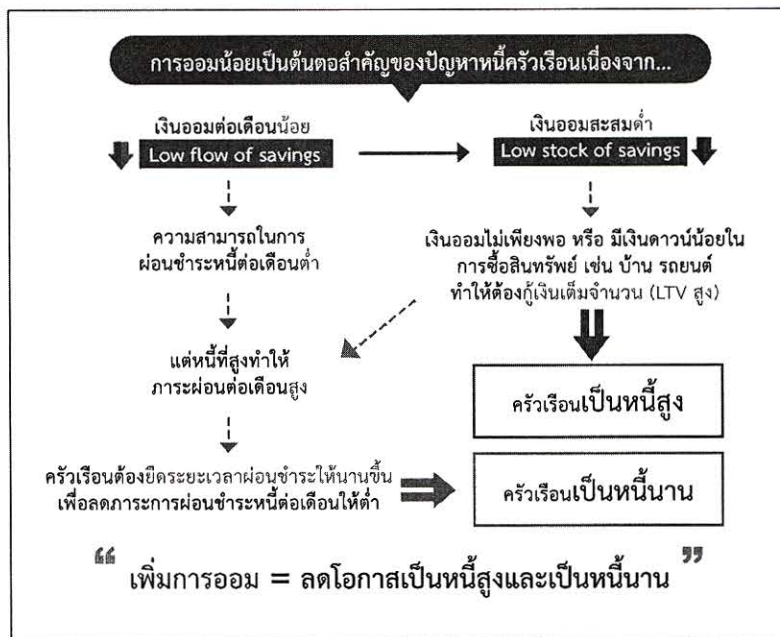 การออมน้อยเป็นต้นตอสำคัญของปัญหาหนี้ครัวเรือนเนื่องจาก...
เงินออมต่อเดือนน้อย
Low flow of savings
เงินออมสะสมต่ำ
Low stock of savings
ความสามารถในการ
ผ่อนชำระหนี้ต่อเดือนต่ำ
เงินออมไม่เพียงพอ หรือ มีเงินดาวน์น้อยใน
การซื้อสินทรัพย์ เช่น บ้าน รถยนต์
ทำให้ต้องกู้เงินเต็มจำนวน (LTV สูง)
แต่หนี้ที่สูงทำให้
ภาระผ่อนต่อเดือนสูง
ครัวเรือนเป็นหนี้สูง
ครัวเรือนต้องยืดระยะเวลาผ่อนชำระให้นานขึ้น
เพื่อลดภาระการผ่อนชำระหนี้ต่อเดือนให้ต่ำ
ครัวเรือนเป็นหนี้นาน
“ เพิ่มการออม = ลดโอกาสเป็นหนี้สูงและเป็นหนี้นาน ”